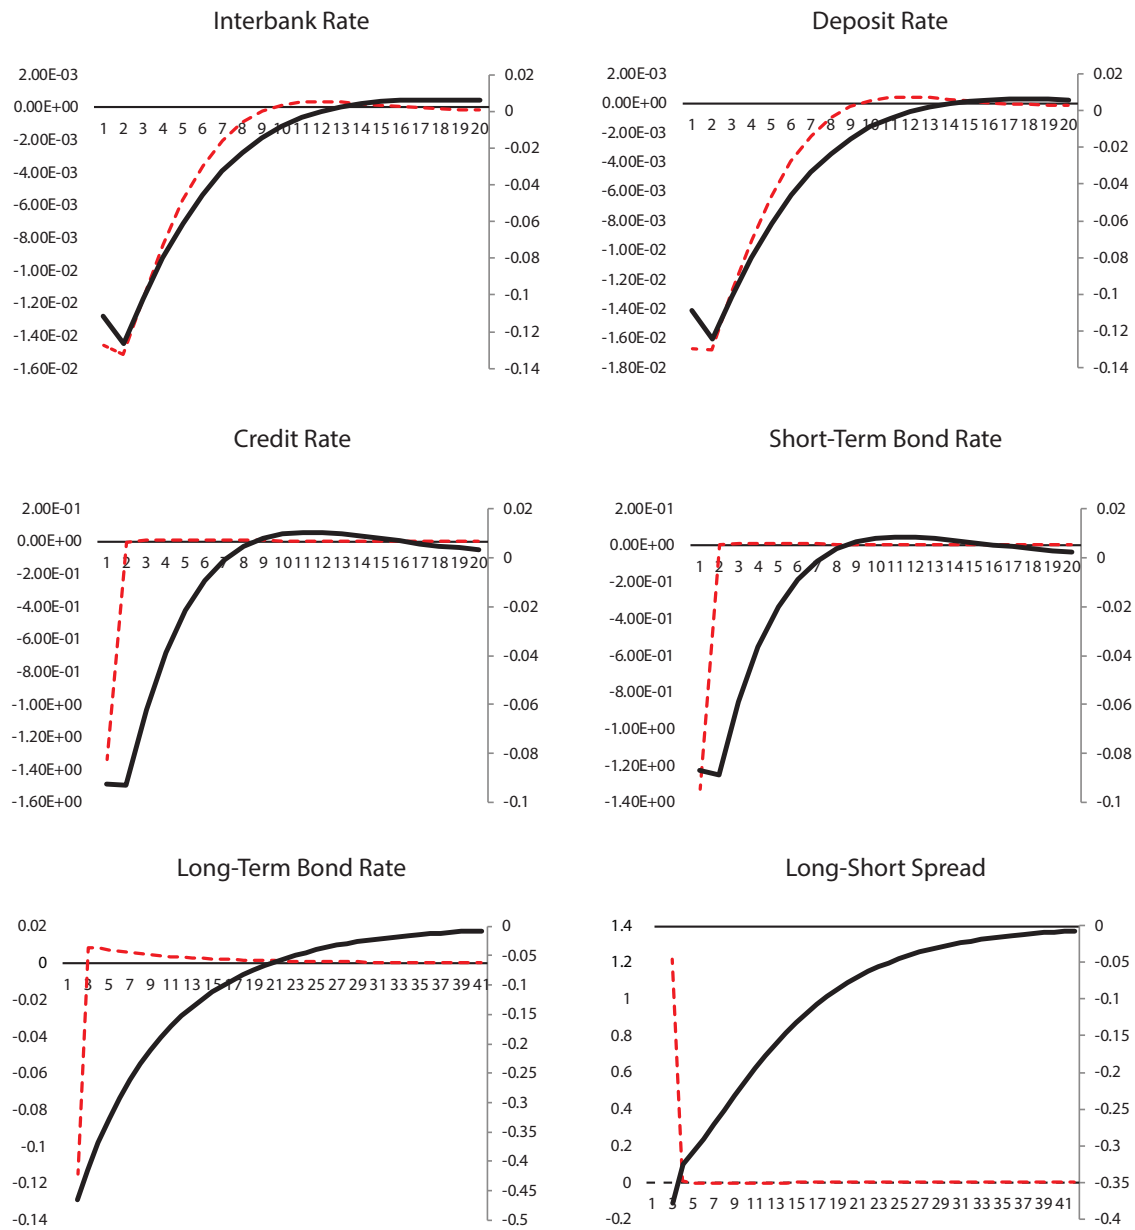 Interbank Rate
2.00E-03
0.00E+00
-2.00E-03
-4.00E-03
-6.00E-03
-8.00E-03
-1.00E-02
-1.20E-02
-1.40E-02
-1.60E-02
1 2 3 4 5 6 7 8 9 10 11 12 13 14 15 16 17 18 19 20
0.02
0
-0.02
-0.04
-0.06
-0.08
-0.1
-0.12
-0.14
Deposit Rate
2.00E-03
0.00E+00
-2.00E-03
-4.00E-03
-6.00E-03
-8.00E-03
-1.00E-02
-1.20E-02
-1.40E-02
-1.60E-02
-1.80E-02
1 2 3 4 5 6 7 8 9 10 11 12 13 14 15 16 17 18 19 20
0.02
0
-0.02
-0.04
-0.06
-0.08
-0.1
-0.12
-0.14
Credit Rate
2.00E-01
0.00E+00
-2.00E-01
-4.00E-01
-6.00E-01
-8.00E-01
-1.00E+00
-1.20E+00
-1.40E+00
-1.60E+00
1 2 3 4 5 6 7 8 9 10 11 12 13 14 15 16 17 18 19 20
0.02
0
-0.02
-0.04
-0.06
-0.08
-0.1
Short-Term Bond Rate
2.00E-01
0.00E+00
-2.00E-01
-4.00E-01
-6.00E-01
-8.00E-01
-1.00E+00
-1.20E+00
-1.40E+00
1 2 3 4 5 6 7 8 9 10 11 12 13 14 15 16 17 18 19 20
0.02
0
-0.02
-0.04
-0.06
-0.08
-0.1
Long-Term Bond Rate
0.02
0
-0.02
-0.04
-0.06
-0.08
-0.1
-0.12
-0.14
1 3 5 7 9 11 13 15 17 19 21 23 25 27 29 31 33 35 37 39 41
0
-0.05
-0.1
-0.15
-0.2
-0.25
-0.3
-0.35
-0.4
-0.45
-0.5
Long-Short Spread
1.4
1.2
1
0.8
0.6
0.4
0.2
0
-0.2
1 3 5 7 9 11 13 15 17 19 21 23 25 27 29 31 33 35 37 39 41
0
-0.05
-0.1
-0.15
-0.2
-0.25
-0.3
-0.35
-0.4